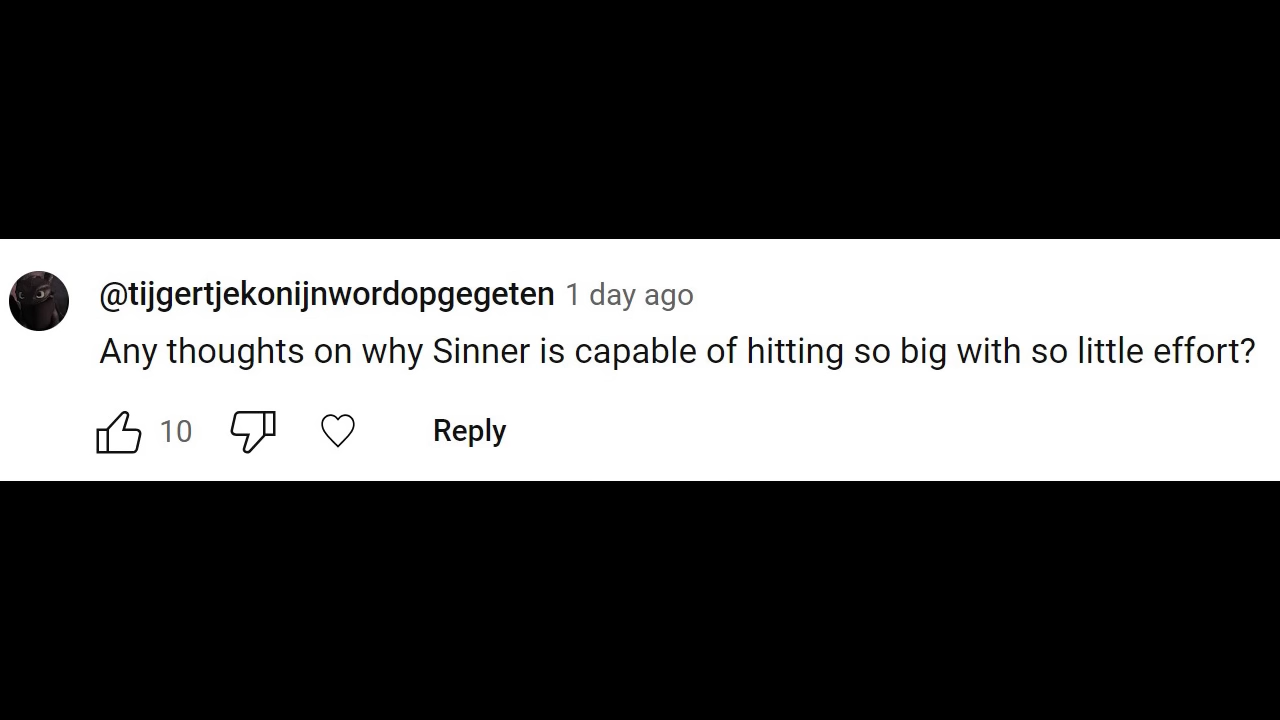 @tijgertjekonijnwordopgegeten 1 day ago
Any thoughts on why Sinner is capable of hitting so big with so little effort?
10 Reply